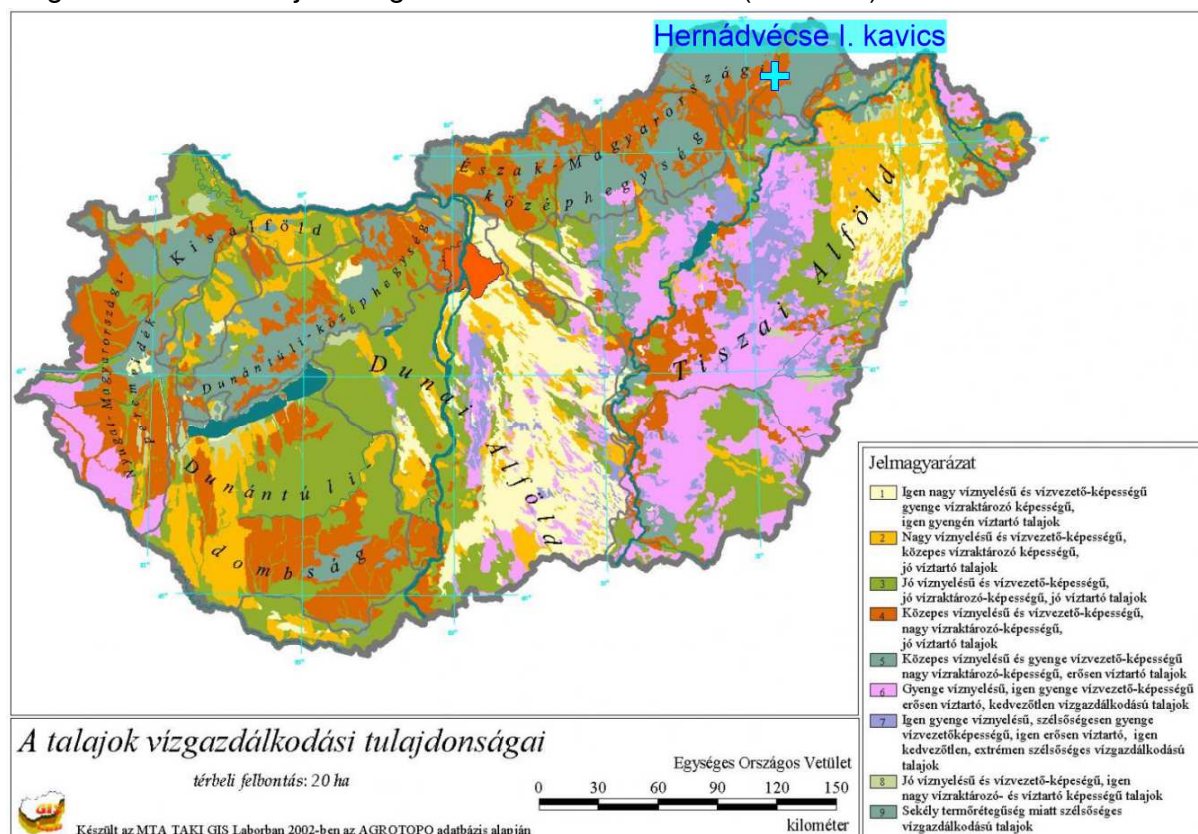 Hernádvécse I. kavics
Észak-Magyarországi
középhegység
Kisalföld
Nyugat-Magyarországi-
peremvidék
Dunántúli-középhegység
Dunai Alföld
Tiszai Alföld
Dunántúli-
dombság
Jelmagyarázat
1 Igen nagy víznyelésű és vízvezető-képességű
gyenge vízraktározó képességű,
igen gyengén víztartó talajok
2 Nagy víznyelésű és vízvezető-képességű,
közepes vízraktározó képességű,
jó víztartó talajok
3 Jó víznyelésű és vízvezető-képességű,
jó vízraktározó-képességű, jó víztartó talajok
4 Közepes víznyelésű és vízvezető-képességű,
nagy vízraktározó-képességű,
jó víztartó talajok
5 Közepes víznyelésű és gyenge vízvezető-képességű
nagy vízraktározó-képességű, erősen víztartó talajok
6 Gyenge víznyelésű, igen gyenge vízvezető-képességű
erősen víztartó, kedvezőtlen vízgazdálkodású talajok
7 Igen gyenge víznyelésű, szélsőségesen gyenge
vízvezetőképességű, igen erősen víztartó, igen
kedvezőtlen, extrémen szélsőséges vízgazdálkodású
talajok
8 Jó víznyelésű és vízvezető-képességű, igen
nagy vízraktározó- és víztartó képességű talajok
9 Sekély termőrétegűség miatt szélsőséges
vízgazdálkodású talajok
A talajok vízgazdálkodási tulajdonságai
térbeli felbontás: 20 ha
Egységes Országos Vetület
0 30 60 90 120 150
kilométer
GIS
Készült az MTA TAKI GIS Laborban 2002-ben az AGROTOPO adatbázis alapján